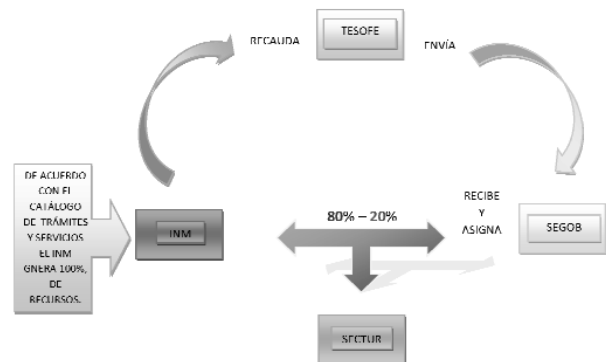 TESOFE
RECAUDA
ENVÍA
DE ACUERDO
CON EL
CATÁLOGO
DE TRÁMITES
Y SERVICIOS
EL INM
GNERA 100%,
DE
RECURSOS.
INM
80% – 20%
RECIBE
Y
ASIGNA
SEGOB
SECTUR